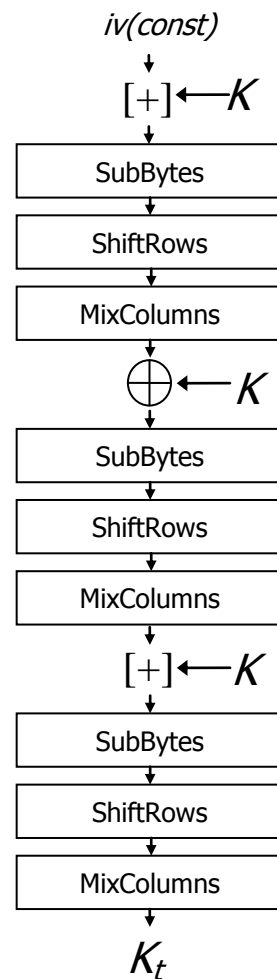 iv(const)
[+] K
SubBytes
ShiftRows
MixColumns
K
SubBytes
ShiftRows
MixColumns
[+] K
SubBytes
ShiftRows
MixColumns
Kt